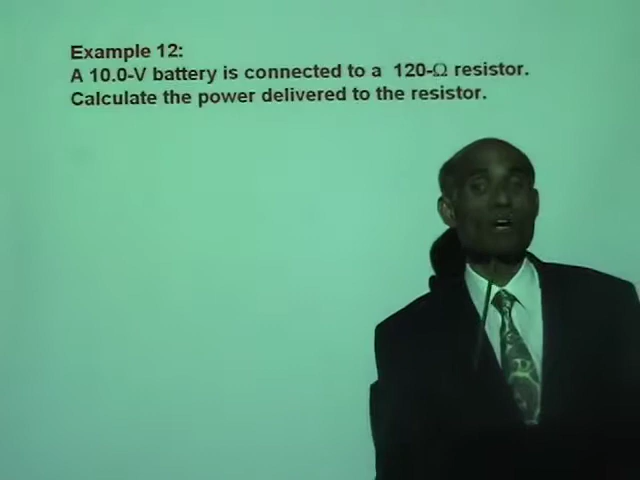 Example 12:
A 10.0-V battery is connected to a 120-Ω resistor.
Calculate the power delivered to the resistor.